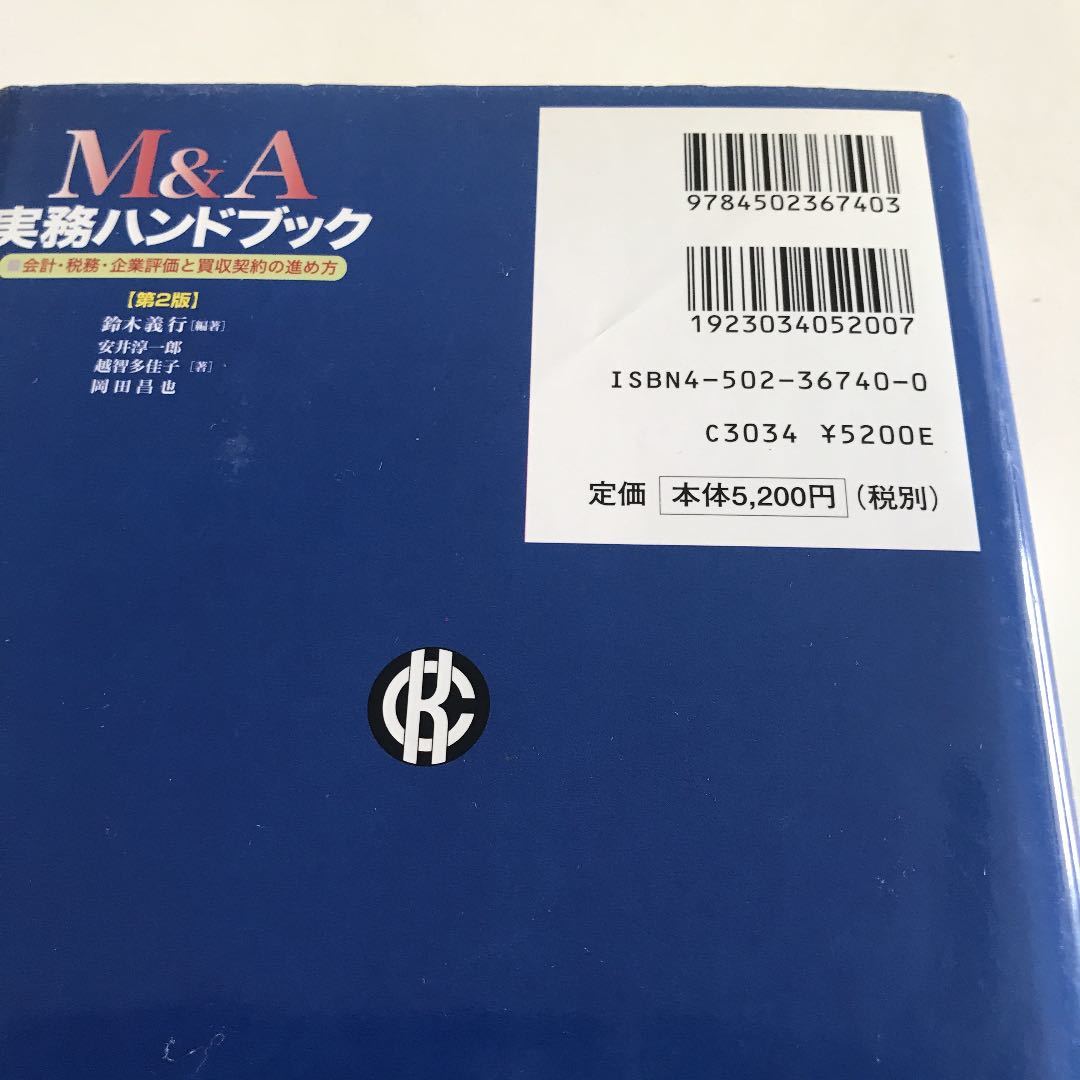 M&A
実務ハンドブック
会計・税務・企業評価と買収契約の進め方
【第2版】
鈴木義行[編著]
安井淳一郎
越智多佳子[著]
岡田昌也
9784502367403
1923034052007
ISBN4-502-36740-0
C3034 ¥5200E
定価 本体5,200円(税別)
CK